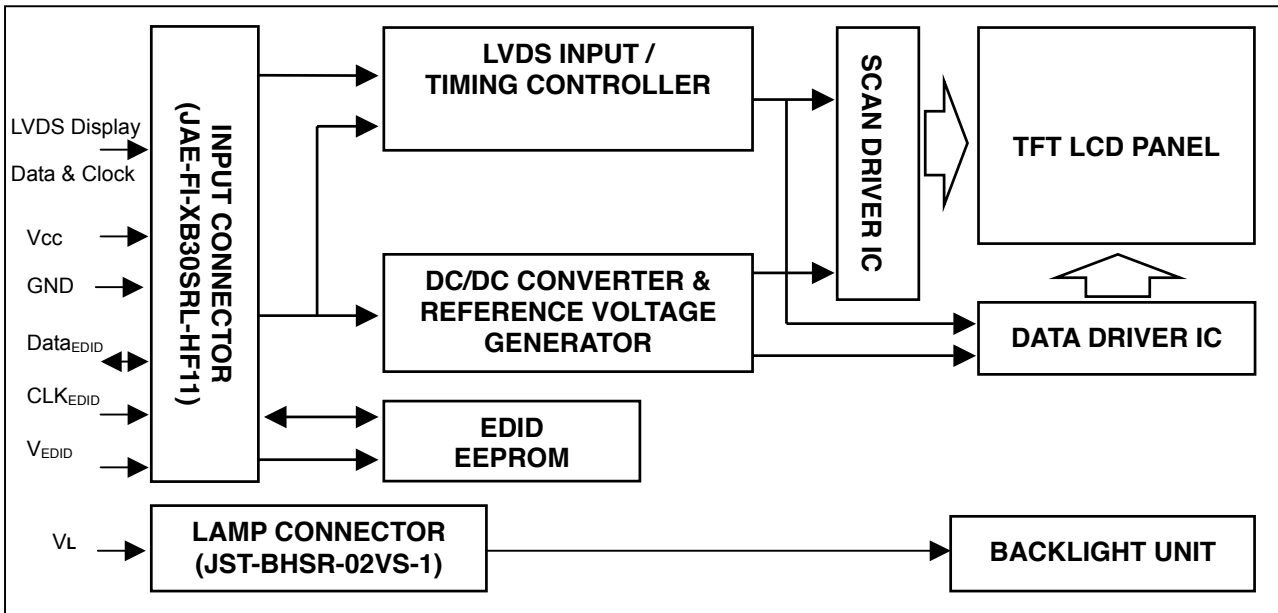 LVDS Display
Data & Clock
Vcc
GND
DataEDID
CLKEDID
VEDID
VL
INPUT CONNECTOR
(JAE-FI-XB30SRL-HF11)
LVDS INPUT /
TIMING CONTROLLER
DC/DC CONVERTER &
REFERENCE VOLTAGE
GENERATOR
EDID
EEPROM
SCAN DRIVER IC
TFT LCD PANEL
DATA DRIVER IC
LAMP CONNECTOR
(JST-BHSR-02VS-1)
BACKLIGHT UNIT